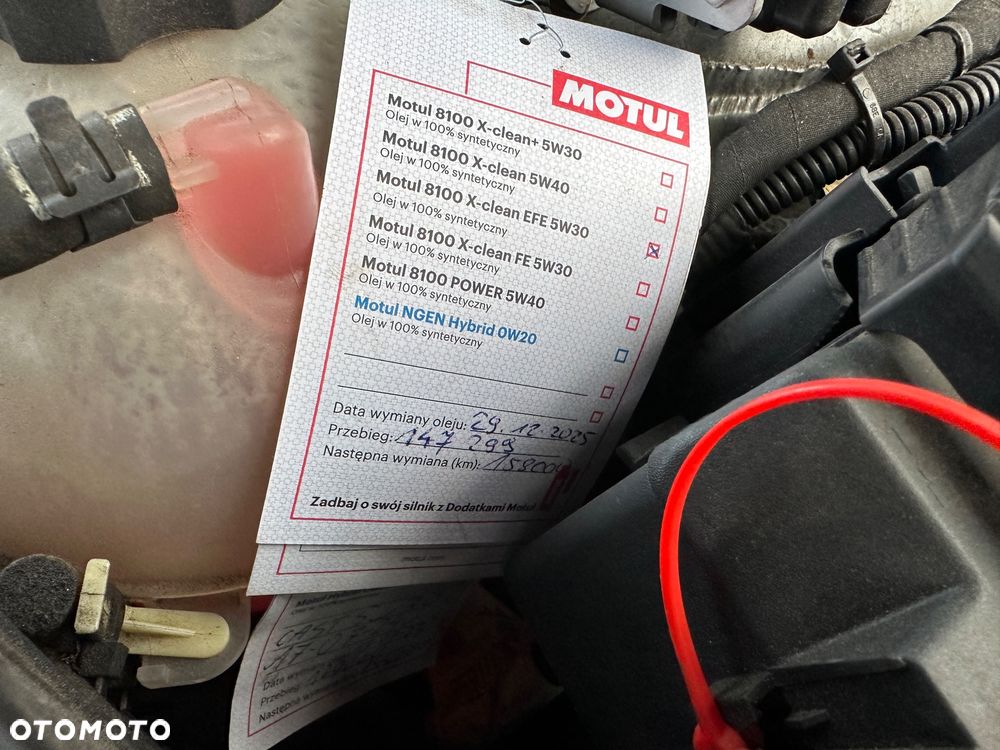 MOTUL
Motul 8100 X-clean+ 5W30
Olej w 100% syntetyczny
Motul 8100 X-clean 5W40
Olej w 100% syntetyczny
Motul 8100 X-clean EFE 5W30
Olej w 100% syntetyczny
Motul 8100 X-clean FE 5W30
Olej w 100% syntetyczny
Motul 8100 POWER 5W40
Olej w 100% syntetyczny
Motul NGEN Hybrid 0W20
Olej w 100% syntetyczny
Data wymiany oleju: 29.12.2025
Przebieg: 147 299
Następna wymiana (km):
Zadbaj o swój silnik z Dodatkami Motul
Data
Przebieg
Następna
OTOMOTO